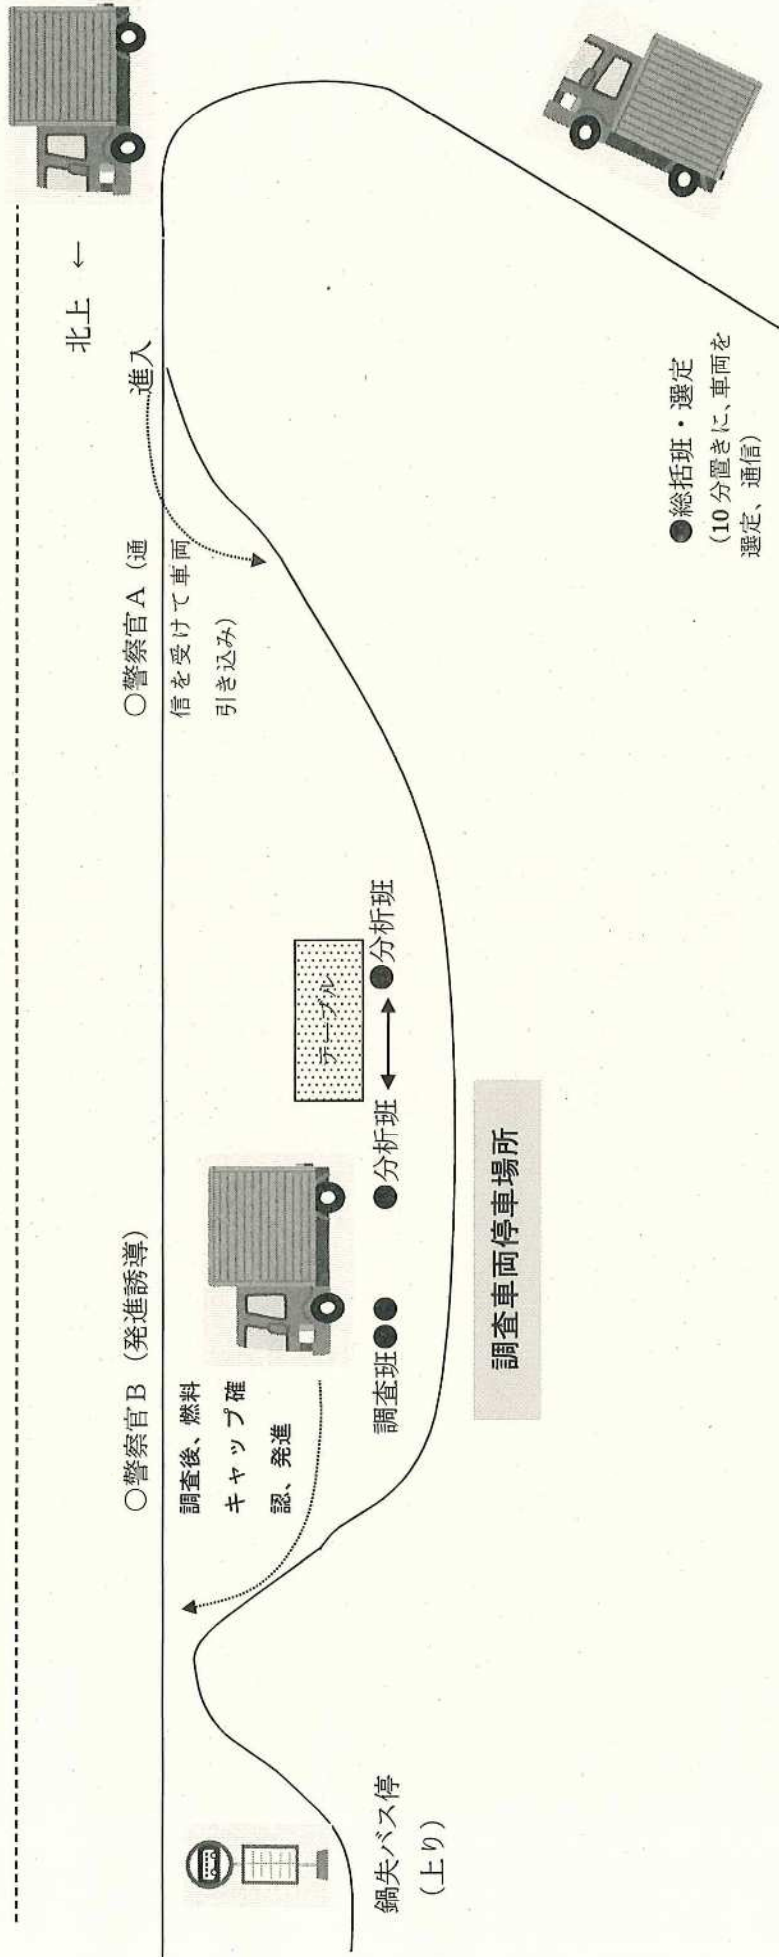 北上 ←
進入
○警察官A（通
信を受けて車両
引き込み）
●総括班・選定
（10分置きに、車両を
選定、通信）
テーブル
●分析班
●分析班
○警察官B（発進誘導）
調査後、燃料
キャップ確
認、発進
調査班●●
調査車両停車場所
鍋失バス停
（上り）